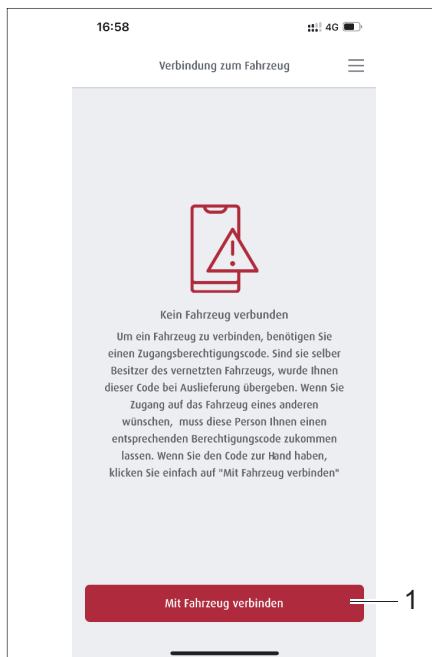 16:58 4G
Verbindung zum Fahrzeug
Kein Fahrzeug verbunden
Um ein Fahrzeug zu verbinden, benötigen Sie
einen Zugangsberechtigungscode. Sind sie selber
Besitzer des vernetzten Fahrzeugs, wurde Ihnen
dieser Code bei Auslieferung übergeben. Wenn Sie
Zugang auf das Fahrzeug eines anderen
wünschen, muss diese Person Ihnen einen
entsprechenden Berechtigungscode zukommen
lassen. Wenn Sie den Code zur Hand haben,
klicken Sie einfach auf "Mit Fahrzeug verbinden"
Mit Fahrzeug verbinden 1